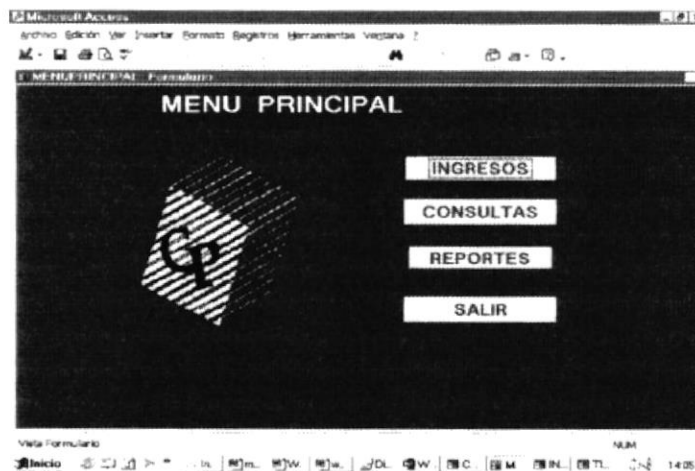 Microsoft Access
Archivo Edición Ver Insertar Formato Registros Herramientas Ventana ?
MENUPRINCIPAL : Formulario
MENU PRINCIPAL
CP
INGRESOS
CONSULTAS
REPORTES
SALIR
Vista Formulario
NUM
Inicio